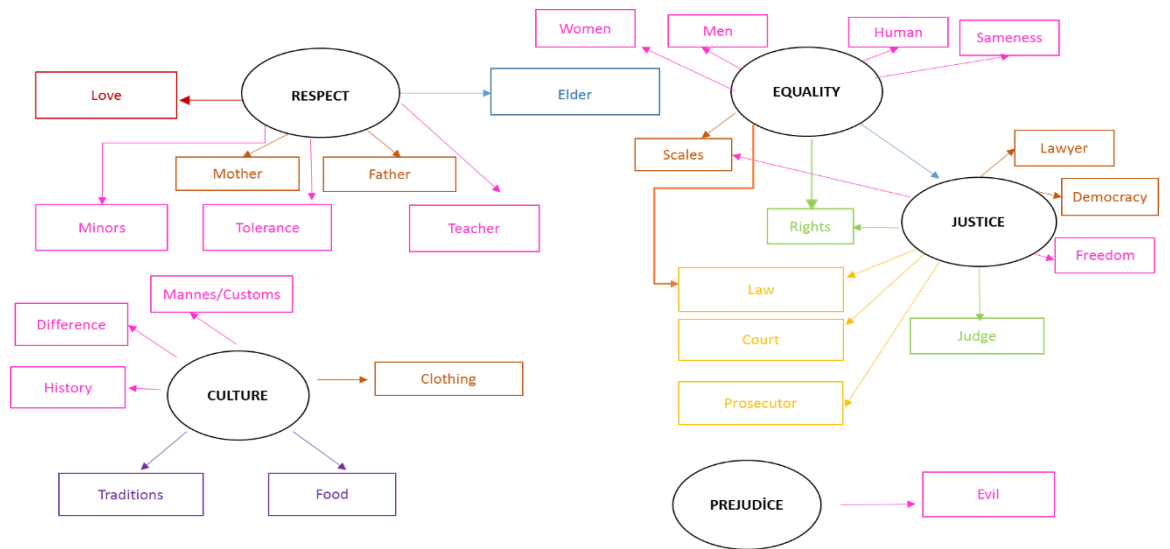 Women
Men
Human
Sameness
Love
RESPECT
Elder
EQUALITY
Scales
Lawyer
Mother
Father
Democracy
Minors
Tolerance
Teacher
Rights
JUSTICE
Freedom
Mannes/Customs
Law
Difference
Court
Judge
History
CULTURE
Clothing
Prosecutor
Traditions
Food
PREJUDİCE
Evil